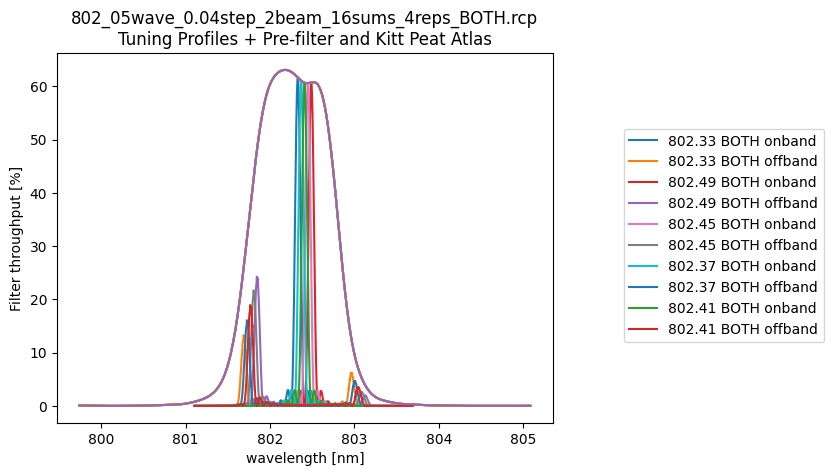 802_05wave_0.04step_2beam_16sums_4reps_BOTH.rcp
Tuning Profiles + Pre-filter and Kitt Peat Atlas
Filter throughput [%]
60
50
40
30
20
10
0
800
801
802
803
804
805
wavelength [nm]
802.33 BOTH onband
802.33 BOTH offband
802.49 BOTH onband
802.49 BOTH offband
802.45 BOTH onband
802.45 BOTH offband
802.37 BOTH onband
802.37 BOTH offband
802.41 BOTH onband
802.41 BOTH offband